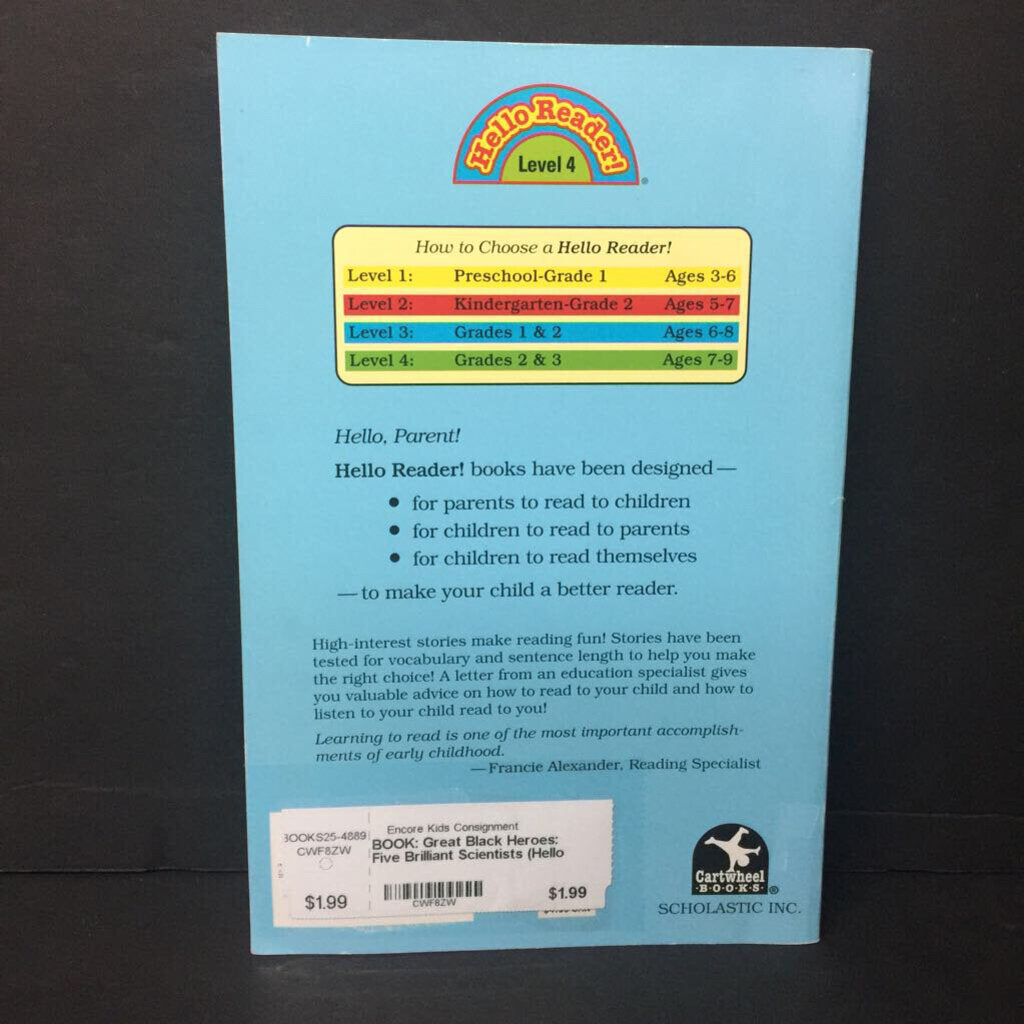 Hello Reader!
Level 4
How to Choose a Hello Reader!
Level 1: Preschool-Grade 1 Ages 3-6
Level 2: Kindergarten-Grade 2 Ages 5-7
Level 3: Grades 1 & 2 Ages 6-8
Level 4: Grades 2 & 3 Ages 7-9
Hello, Parent!
Hello Reader! books have been designed—
• for parents to read to children
• for children to read to parents
• for children to read themselves
—to make your child a better reader.
High-interest stories make reading fun! Stories have been
tested for vocabulary and sentence length to help you make
the right choice! A letter from an education specialist gives
you valuable advice on how to read to your child and how to
listen to your child read to you!
Learning to read is one of the most important accomplish-
ments of early childhood.
—Francie Alexander, Reading Specialist
BOOKS25-4889
CWF8ZW
$1.99
Encore Kids Consignment
BOOK: Great Black Heroes:
Five Brilliant Scientists (Hello
CWF8ZW
$1.99
Cartwheel
·B·O·O·K·S·®
SCHOLASTIC INC.